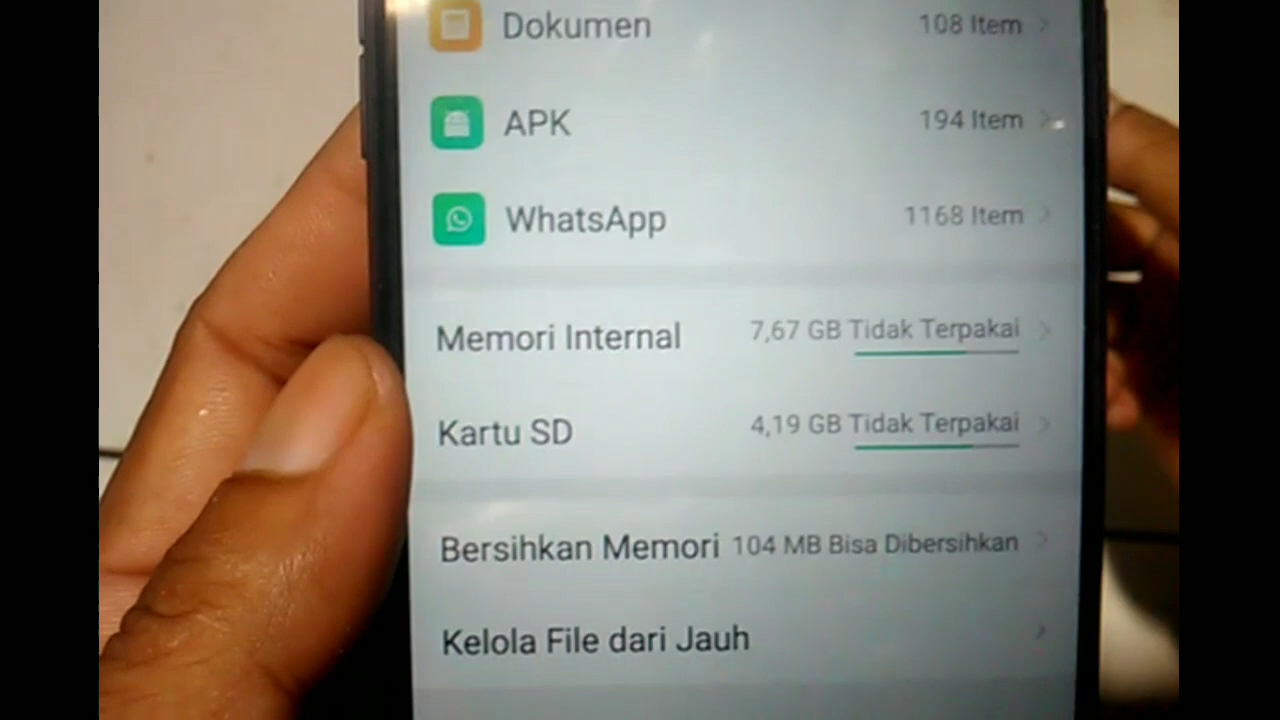 Dokumen 108 Item
APK 194 Item
WhatsApp 1168 Item
Memori Internal 7,67 GB Tidak Terpakai
Kartu SD 4,19 GB Tidak Terpakai
Bersihkan Memori 104 MB Bisa Dibersihkan
Kelola File dari Jauh